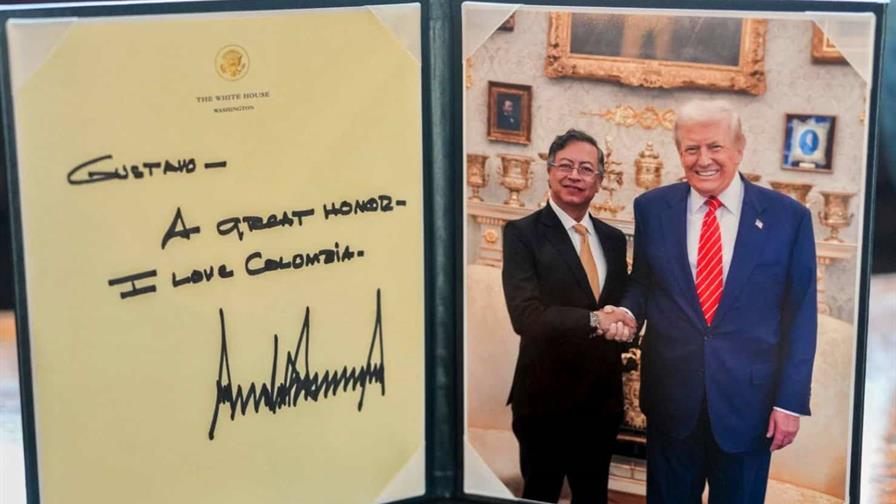 THE WHITE HOUSE
WASHINGTON
GUSTAVO —
A GREAT HONOR—
I LOVE COLOMBIA.